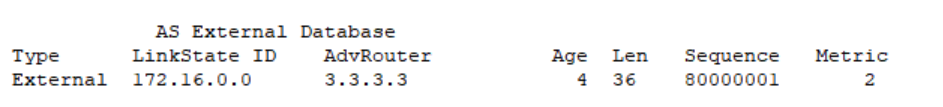 AS External Database
Type LinkState ID AdvRouter Age Len Sequence Metric
External 172.16.0.0 3.3.3.3 4 36 80000001 2